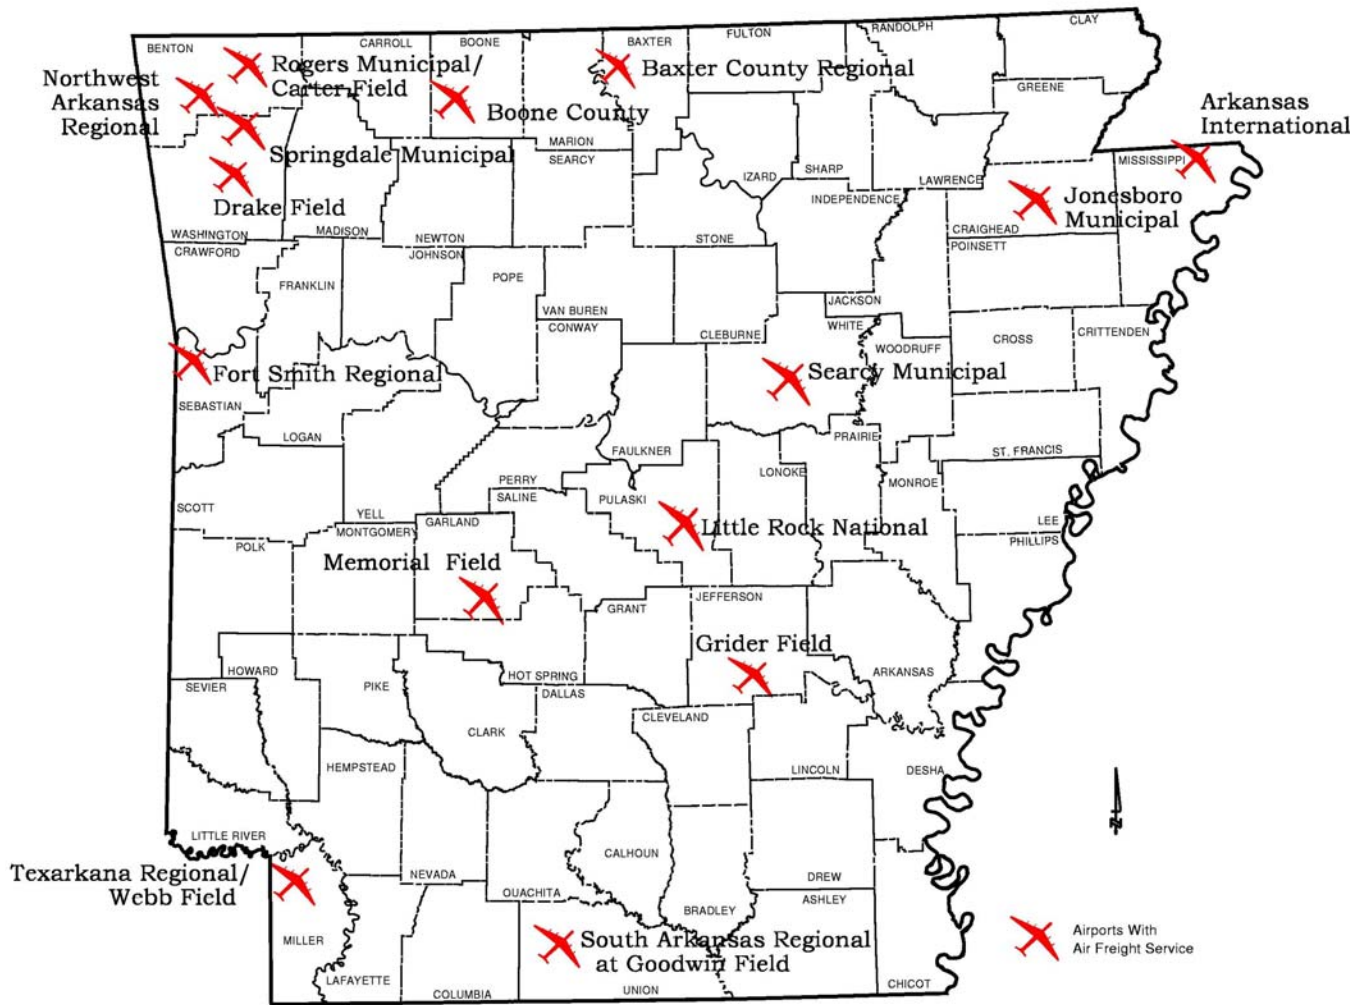 CLAY
RANDOLPH
FULTON
BENTON
CARROLL
BOONE
BAXTER
Northwest
Arkansas
Regional
Rogers Municipal/
Carter Field
Baxter County Regional
GREENE
Boone County
Arkansas
International
Springdale Municipal
MARION
SEARCY
IZARD
SHARP
LAWRENCE
MISSISSIPPI
INDEPENDENCE
Jonesboro
Municipal
Drake Field
WASHINGTON
MADISON
NEWTON
STONE
CRAIGHEAD
POINSETT
CRAWFORD
JOHNSON
FRANKLIN
POPE
VAN BUREN
CONWAY
JACKSON
CLEBURNE
WHITE
WOODRUFF
CROSS
CRITTENDEN
Fort Smith Regional
Searcy Municipal
SEBASTIAN
LOGAN
PRAIRIE
FAULKNER
ST. FRANCIS
LONOKE
PERRY
SALINE
PULASKI
MONROE
SCOTT
YELL
MONTGOMERY
GARLAND
Little Rock National
LEE
PHILLIPS
POLK
Memorial Field
JEFFERSON
GRANT
Grider Field
HOWARD
HOT SPRING
DALLAS
ARKANSAS
SEVIER
PIKE
CLEVELAND
CLARK
HEMPSTEAD
LINCOLN
DESHA
N
LITTLE RIVER
CALHOUN
Texarkana Regional/
Webb Field
NEVADA
OUACHITA
DREW
ASHLEY
BRADLEY
MILLER
South Arkansas Regional
at Goodwin Field
Airports With
Air Freight Service
LAFAYETTE
COLUMBIA
UNION
CHICOT